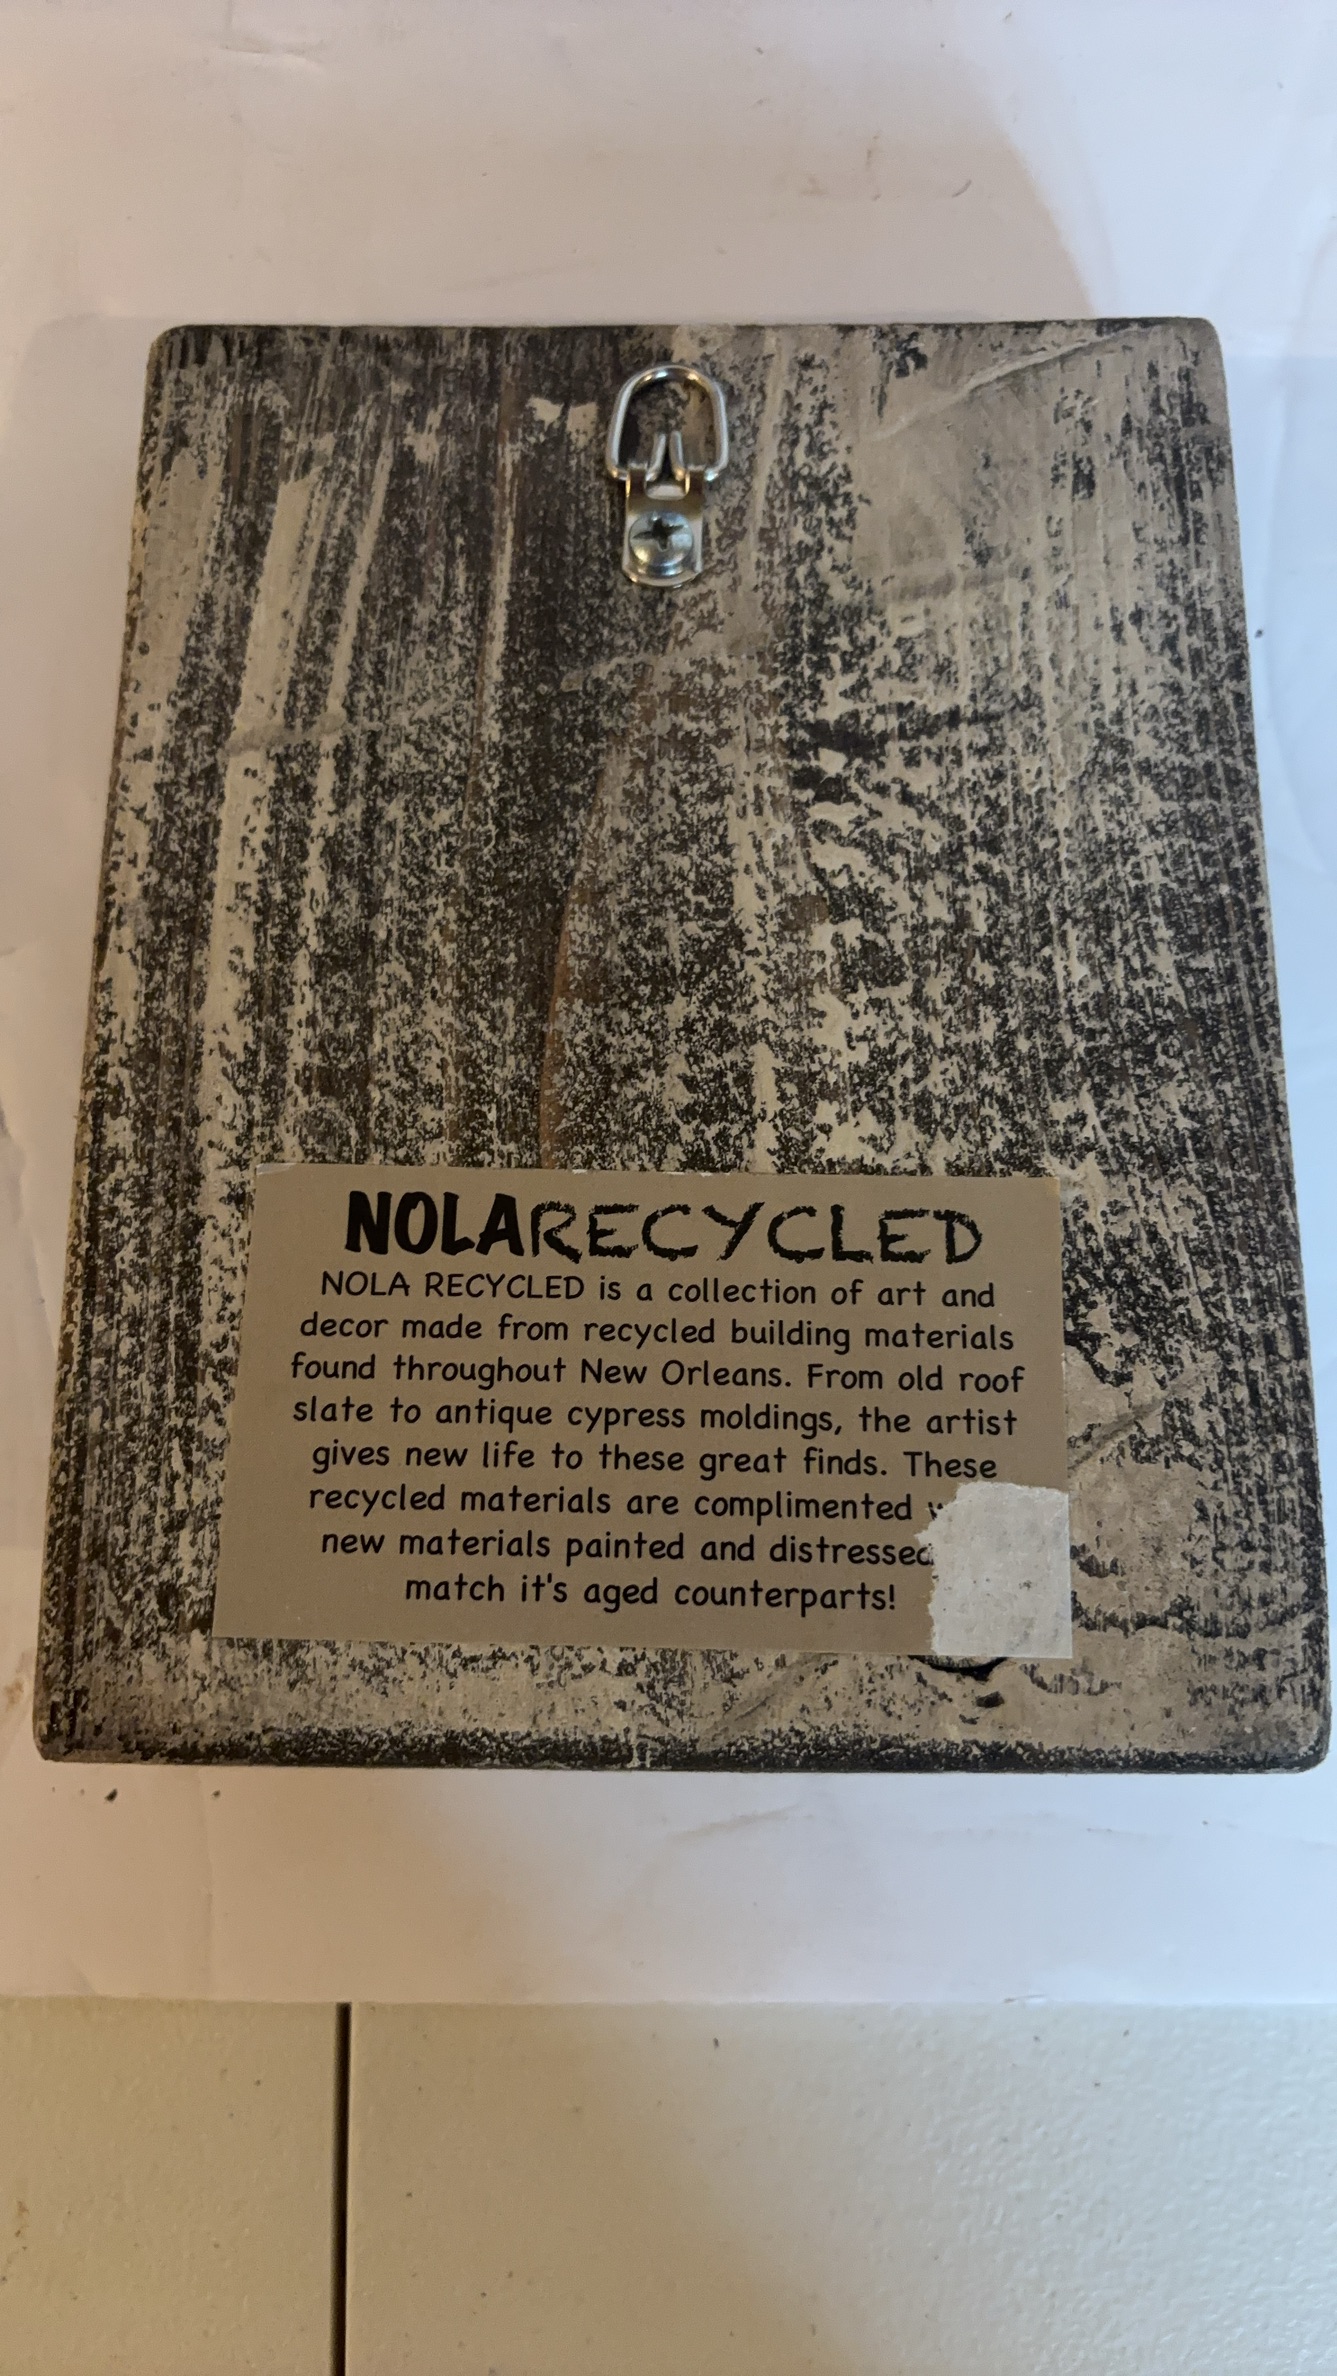 NOLARECYCLED
NOLA RECYCLED is a collection of art and
decor made from recycled building materials
found throughout New Orleans. From old roof
slate to antique cypress moldings, the artist
gives new life to these great finds. These
recycled materials are complimented
new materials painted and distressed
match it's aged counterparts!